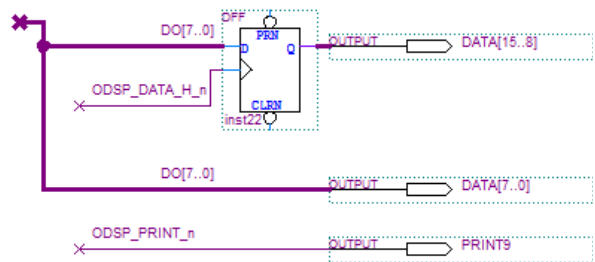 DFF
DO[7..0]
PRN
D
Q
OUTPUT
DATA[15..8]
ODSP_DATA_H_n
CLRN
inst22
DO[7..0]
OUTPUT
DATA[7..0]
ODSP_PRINT_n
OUTPUT
PRINT9